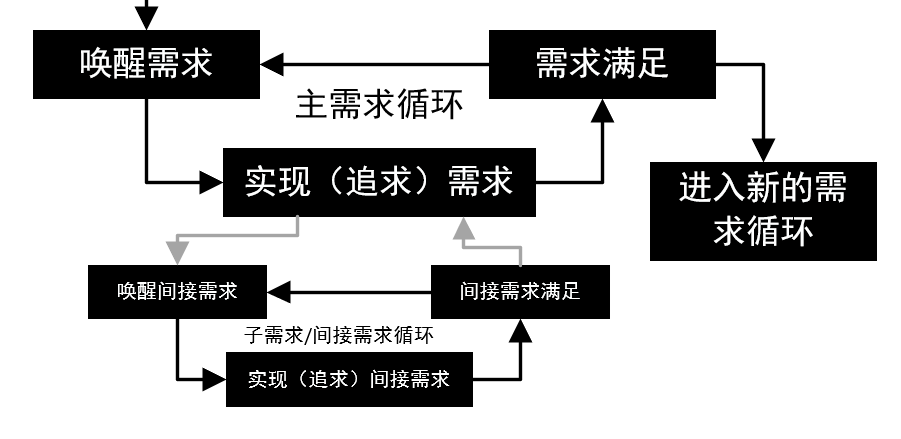 唤醒需求
需求满足
主需求循环
实现（追求）需求
进入新的需
求循环
唤醒间接需求
间接需求满足
子需求/间接需求循环
实现（追求）间接需求